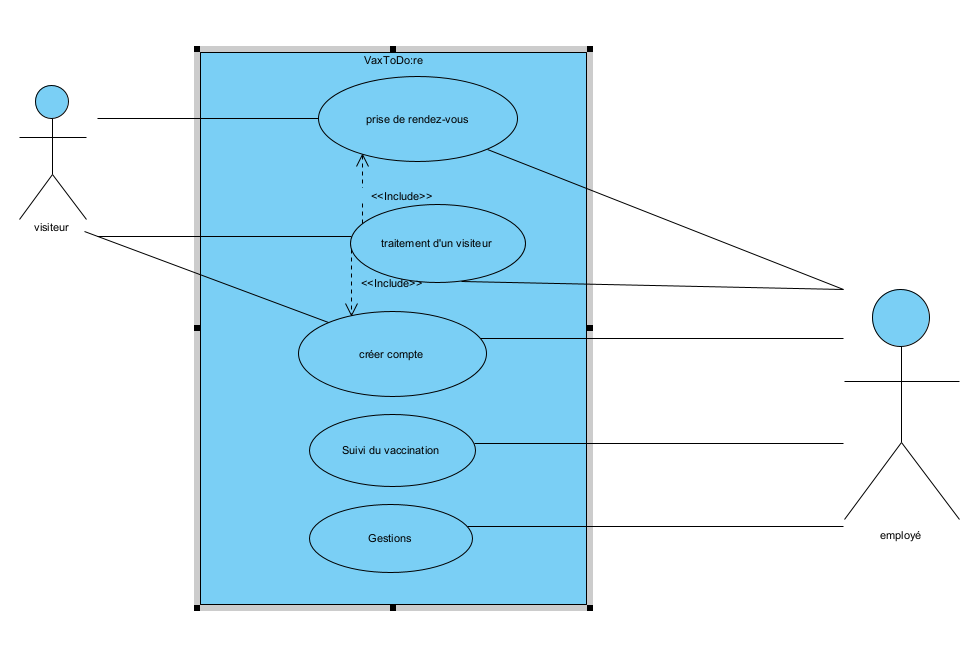 VaxToDo:re
prise de rendez-vous
<<Include>>
visiteur
traitement d'un visiteur
<<Include>>
créer compte
Suivi du vaccination
employé
Gestions